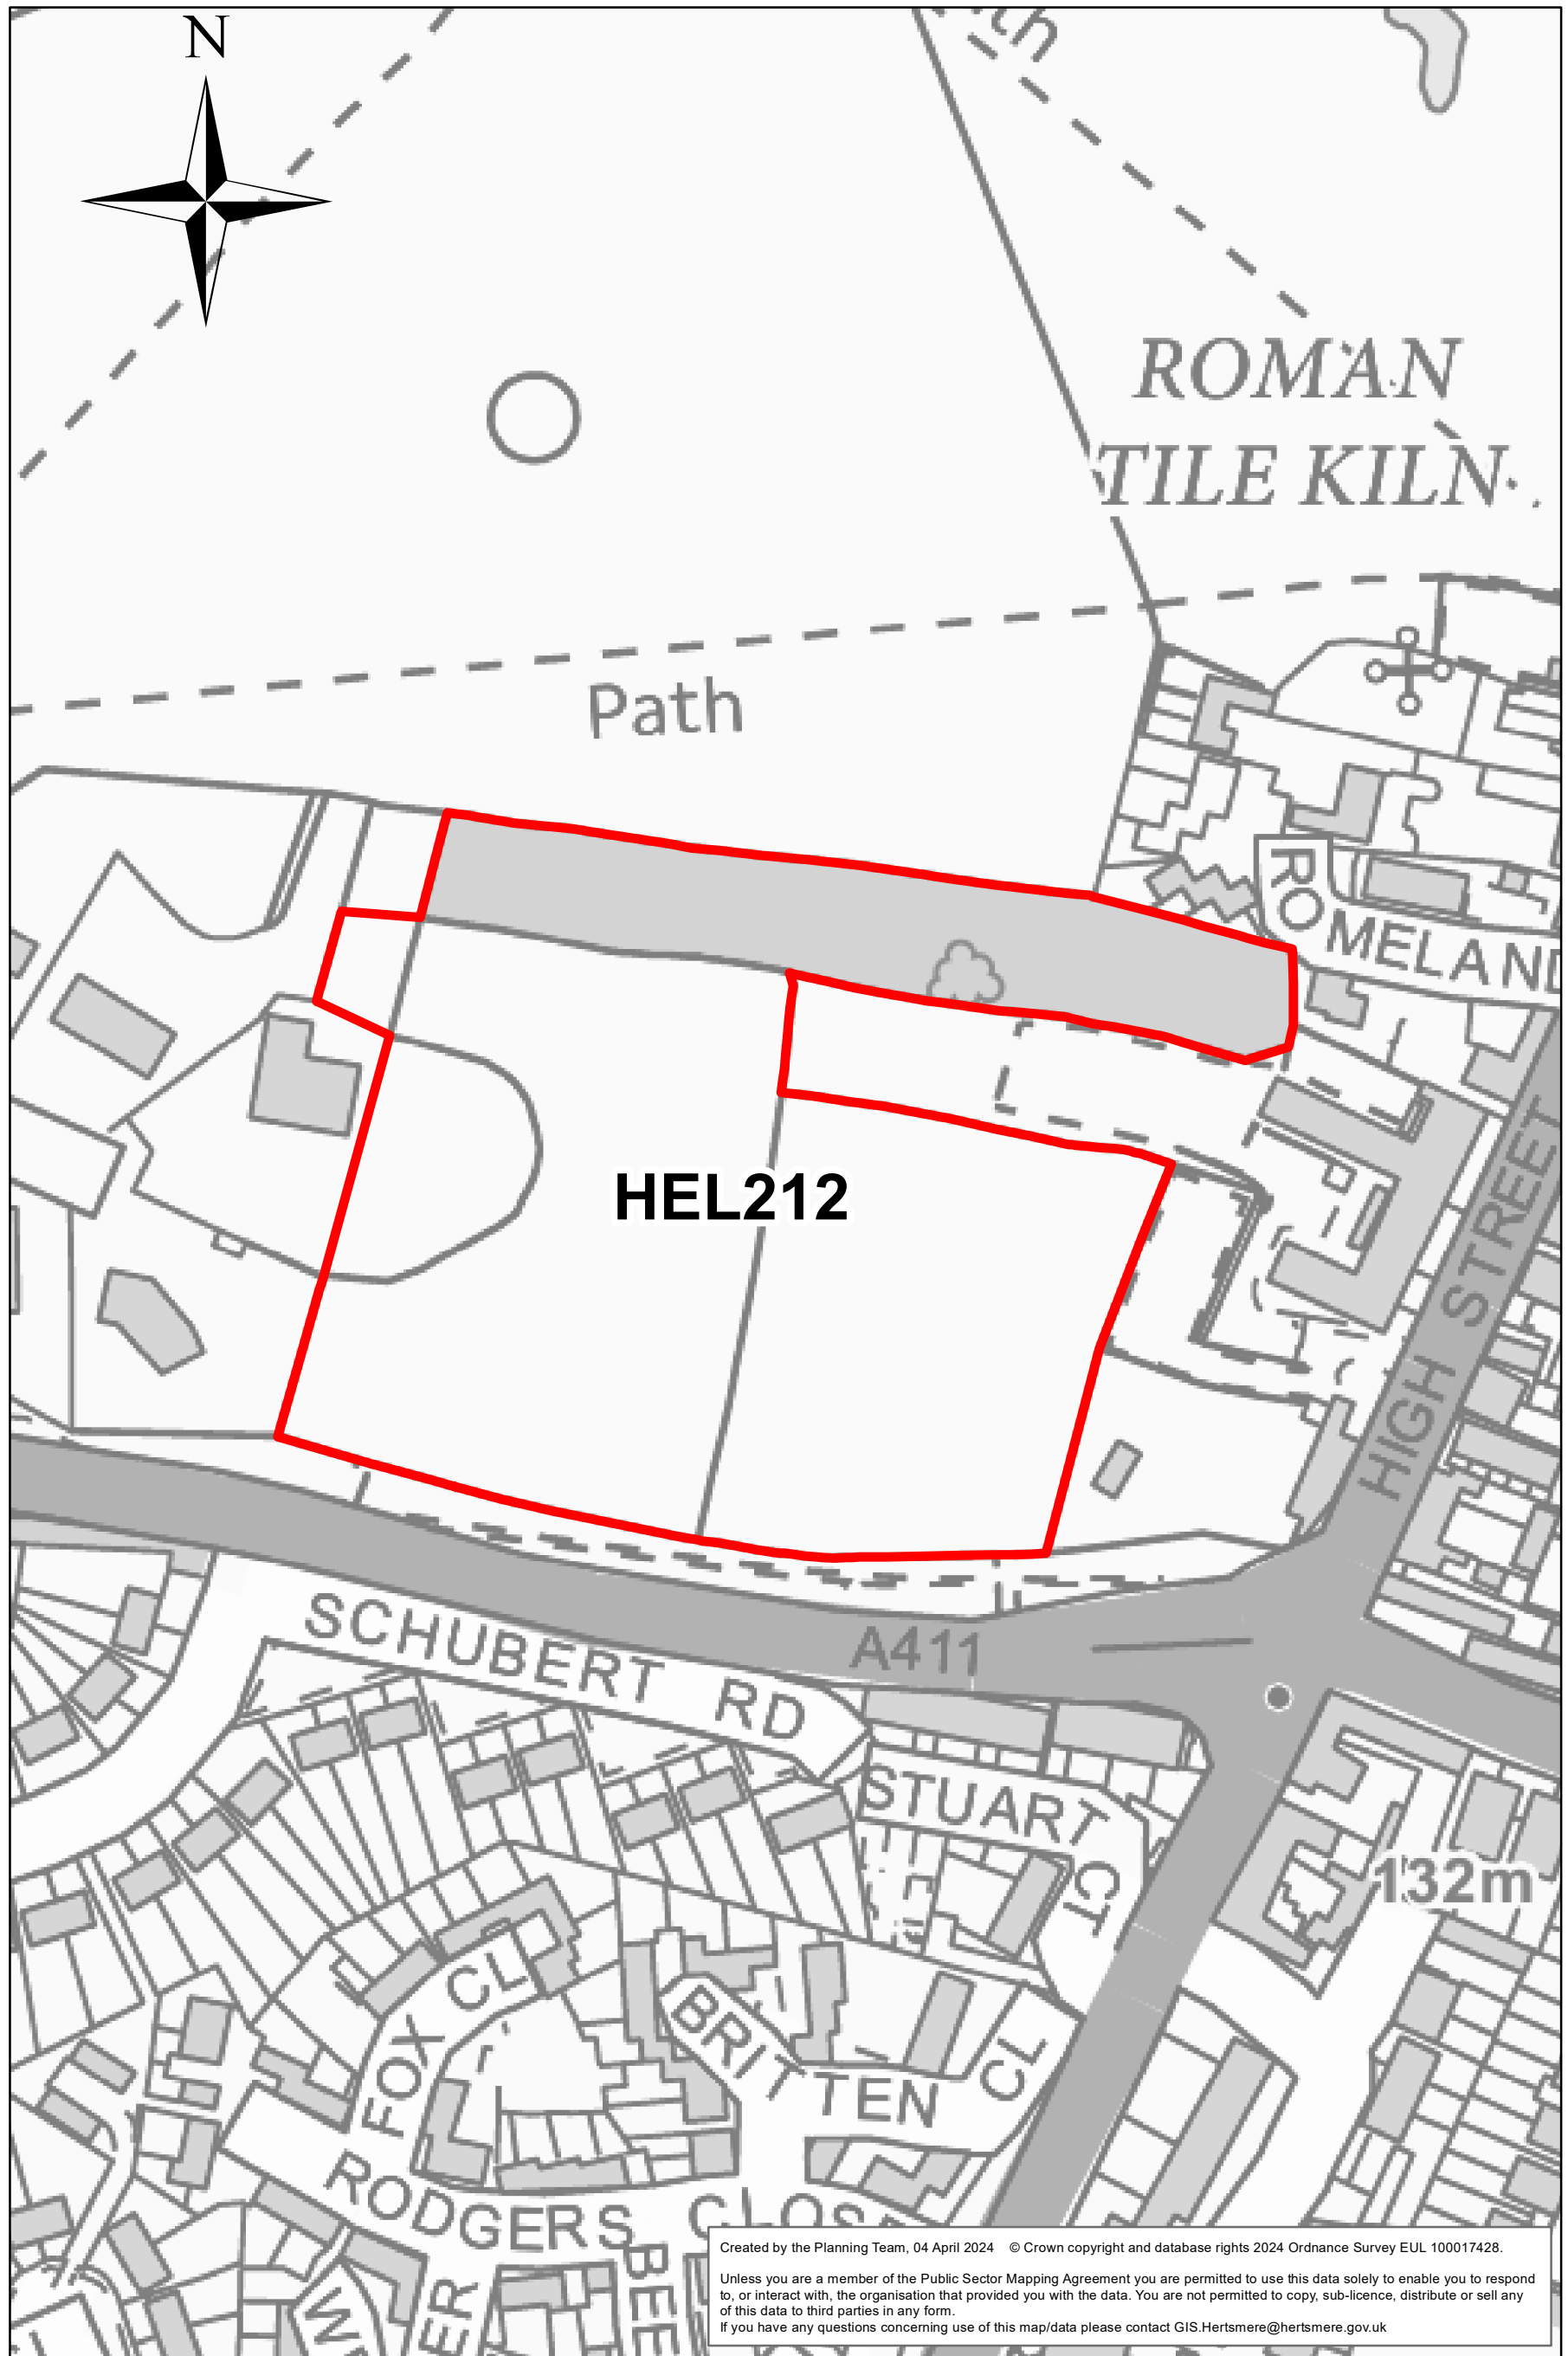 N
ROMAN
TILE KILN
Path
ROMELAND
HEL212
HIGH STREET
SCHUBERT RD
A411
STUART CT
132m
FOX CL
BRITTEN CL
RODGERS CLOSE
Created by the Planning Team, 04 April 2024 © Crown copyright and database rights 2024 Ordnance Survey EUL 100017428.
Unless you are a member of the Public Sector Mapping Agreement you are permitted to use this data solely to enable you to respond
to, or interact with, the organisation that provided you with the data. You are not permitted to copy, sub-licence, distribute or sell any
of this data to third parties in any form.
If you have any questions concerning use of this map/data please contact GIS.Hertsmere@hertsmere.gov.uk